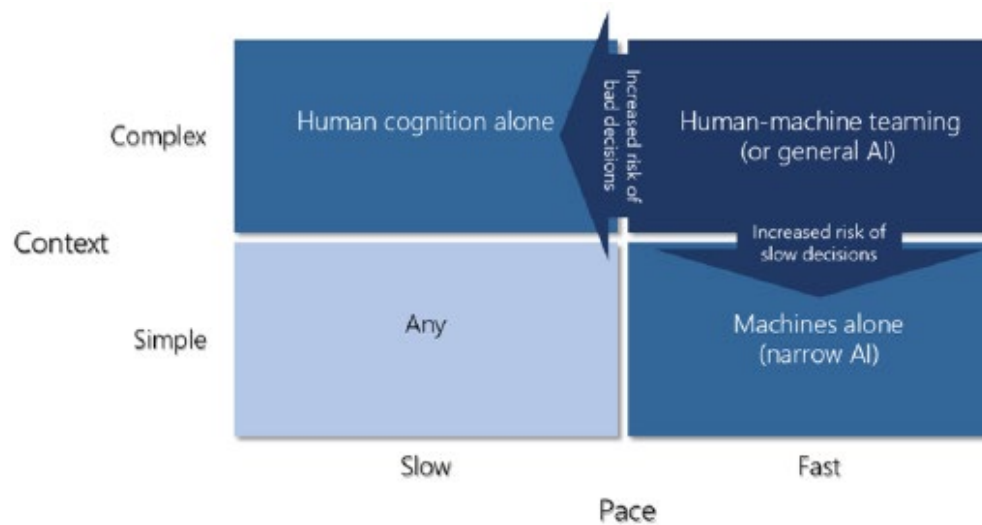 Complex
Human cognition alone
Increased risk of
bad decisions
Human-machine teaming
(or general AI)
Context
Increased risk of
slow decisions
Simple
Any
Machines alone
(narrow AI)
Slow
Fast
Pace